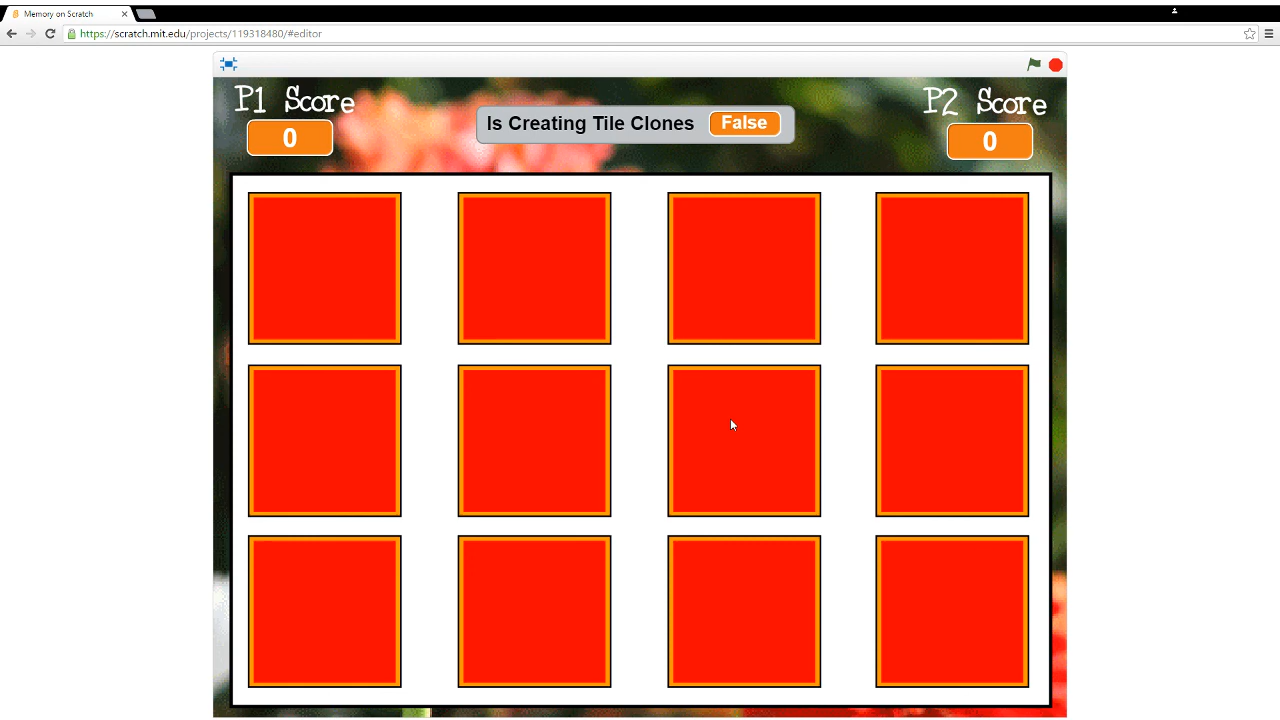 Memory on Scratch
https://scratch.mit.edu/projects/119318480/#editor
P1 Score
0
Is Creating Tile Clones False
P2 Score
0